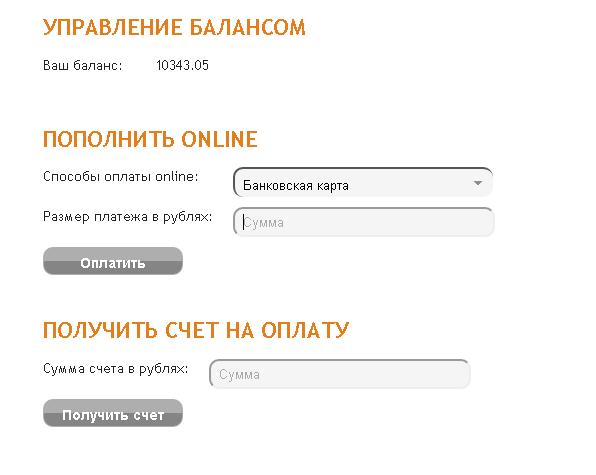 УПРАВЛЕНИЕ БАЛАНСОМ
Ваш баланс: 10343.05
ПОПОЛНИТЬ ONLINE
Способы оплаты online: Банковская карта
Размер платежа в рублях: Сумма
Оплатить
ПОЛУЧИТЬ СЧЕТ НА ОПЛАТУ
Сумма счета в рублях: Сумма
Получить счет